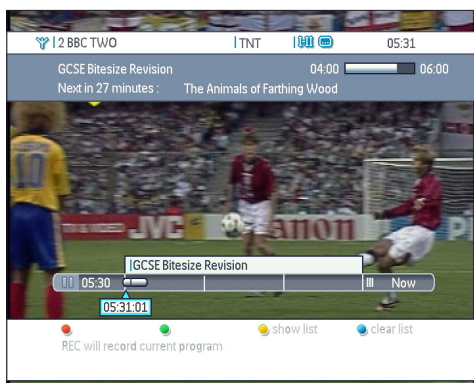 2 BBC TWO TNT I-II 05:31
GCSE Bitesize Revision 04:00 06:00
Next in 27 minutes : The Animals of Farthing Wood
10
JVC
Canon
GCSE Bitesize Revision
05:30 Now
05:31:01
show list clear list
REC will record current program